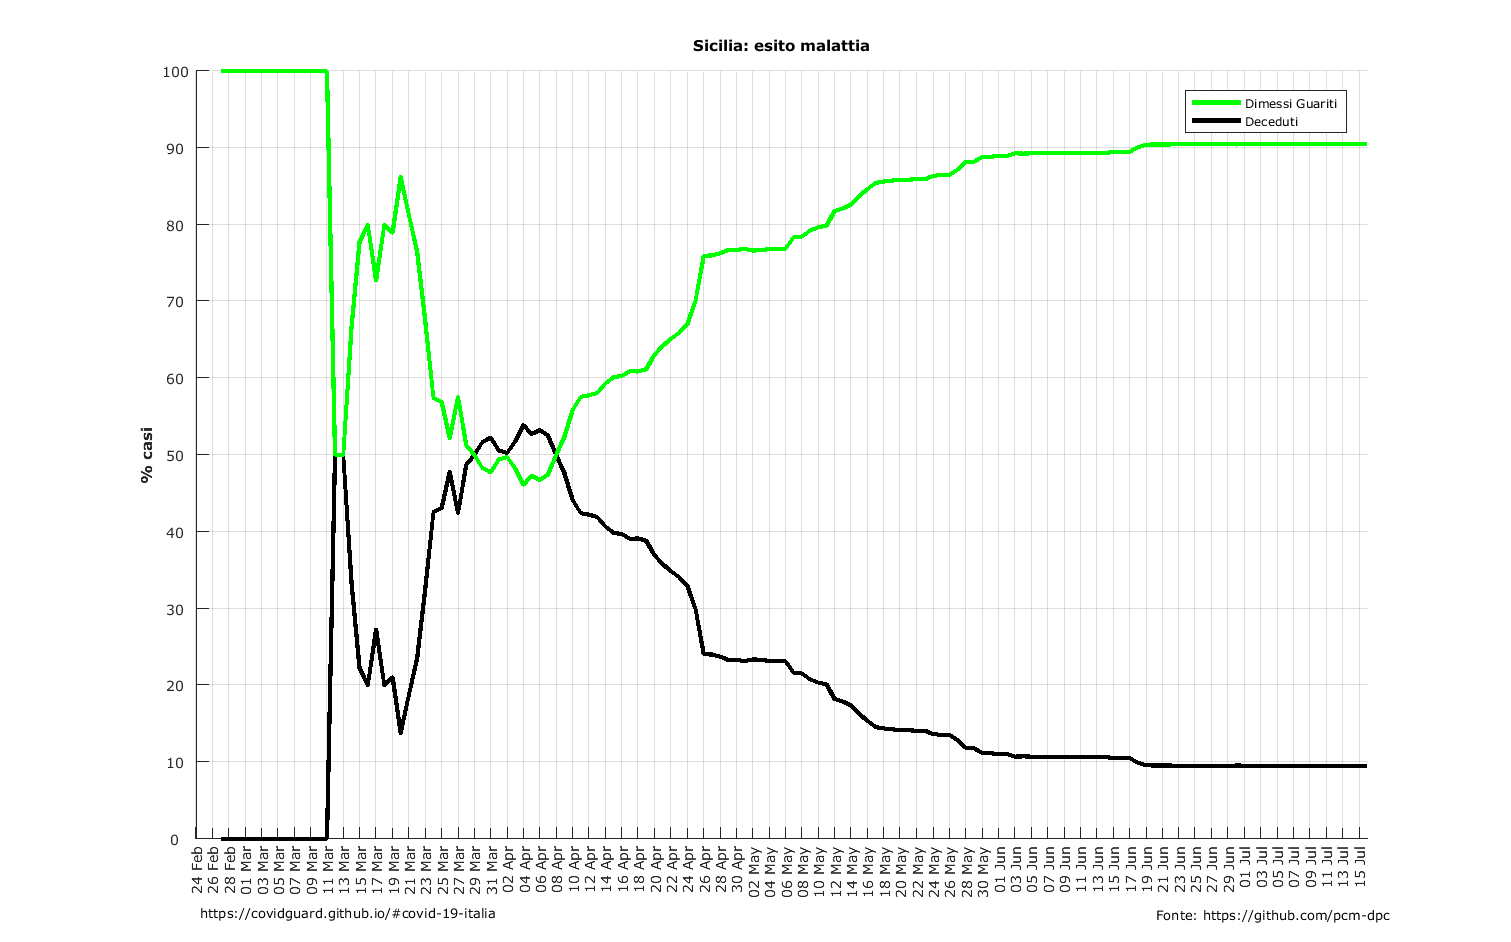 Sicilia: esito malattia
100
90
80
70
60
50
40
30
20
10
0
% casi
Dimessi Guariti
Deceduti
24 Feb
26 Feb
28 Feb
01 Mar
03 Mar
05 Mar
07 Mar
09 Mar
11 Mar
13 Mar
15 Mar
17 Mar
19 Mar
21 Mar
23 Mar
25 Mar
27 Mar
29 Mar
31 Mar
02 Apr
04 Apr
06 Apr
08 Apr
10 Apr
12 Apr
14 Apr
16 Apr
18 Apr
20 Apr
22 Apr
24 Apr
26 Apr
28 Apr
30 Apr
02 May
04 May
06 May
08 May
10 May
12 May
14 May
16 May
18 May
20 May
22 May
24 May
26 May
28 May
30 May
01 Jun
03 Jun
05 Jun
07 Jun
09 Jun
11 Jun
13 Jun
15 Jun
17 Jun
19 Jun
21 Jun
23 Jun
25 Jun
27 Jun
29 Jun
01 Jul
03 Jul
05 Jul
07 Jul
09 Jul
11 Jul
13 Jul
15 Jul
https://covidguard.github.io/#covid-19-italia
Fonte: https://github.com/pcm-dpc